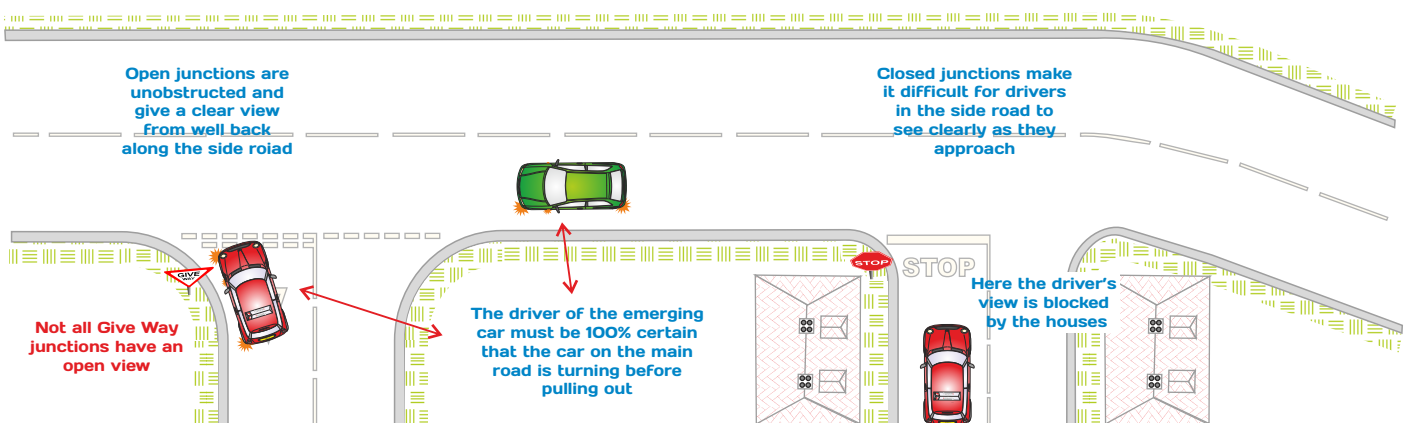 Open junctions are
unobstructed and
give a clear view
from well back
along the side roiad
Closed junctions make
it difficult for drivers
in the side road to
see clearly as they
approach
GIVE
WAY
STOP
STOP
Here the driver's
view is blocked
by the houses
Not all Give Way
junctions have an
open view
The driver of the emerging
car must be 100% certain
that the car on the main
road is turning before
pulling out